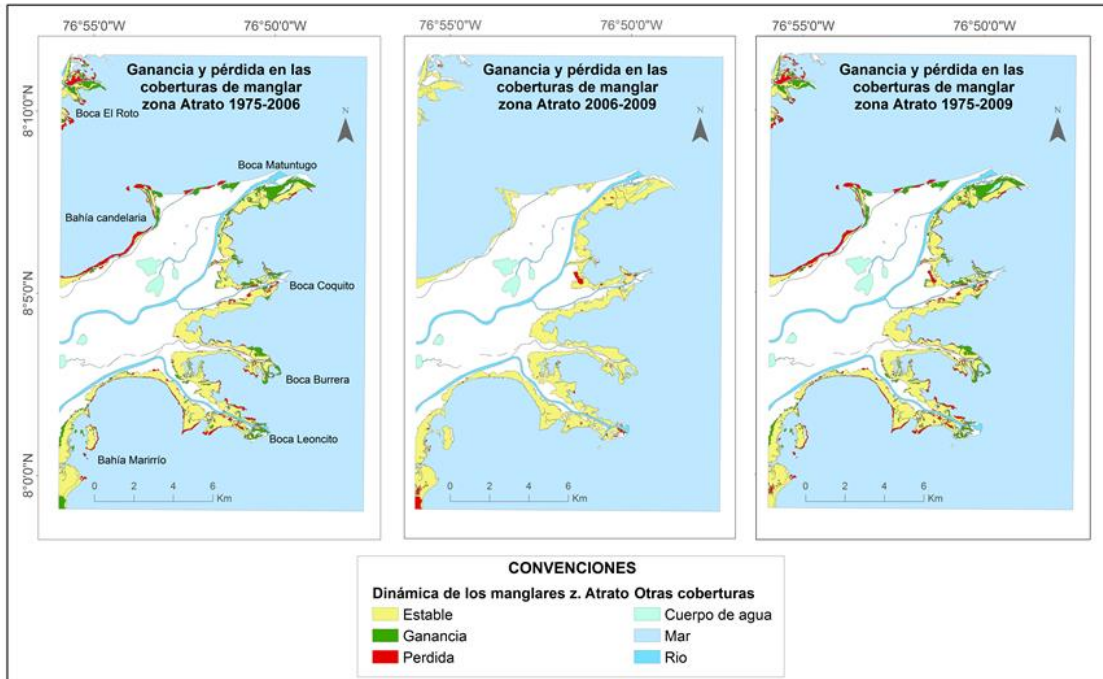 76°55'0"W
76°50'0"W
76°55'0"W
76°50'0"W
76°55'0"W
76°50'0"W
8°10'0"N
8°5'0"N
8°0'0"N
Ganancia y pérdida en las
coberturas de manglar
zona Atrato 1975-2006
N
Boca El Roto
Boca Matuntugo
Bahía candelaria
Boca Coquito
Boca Burrera
Boca Leoncito
Bahía Marirrío
0 2 4 6
Km
Ganancia y pérdida en las
coberturas de manglar
zona Atrato 2006-2009
N
0 2 4 6
Km
Ganancia y pérdida en las
coberturas de manglar
zona Atrato 1975-2009
N
0 2 4 6
Km
CONVENCIONES
Dinámica de los manglares z. Atrato Otras coberturas
Estable Cuerpo de agua
Ganancia Mar
Perdida Rio